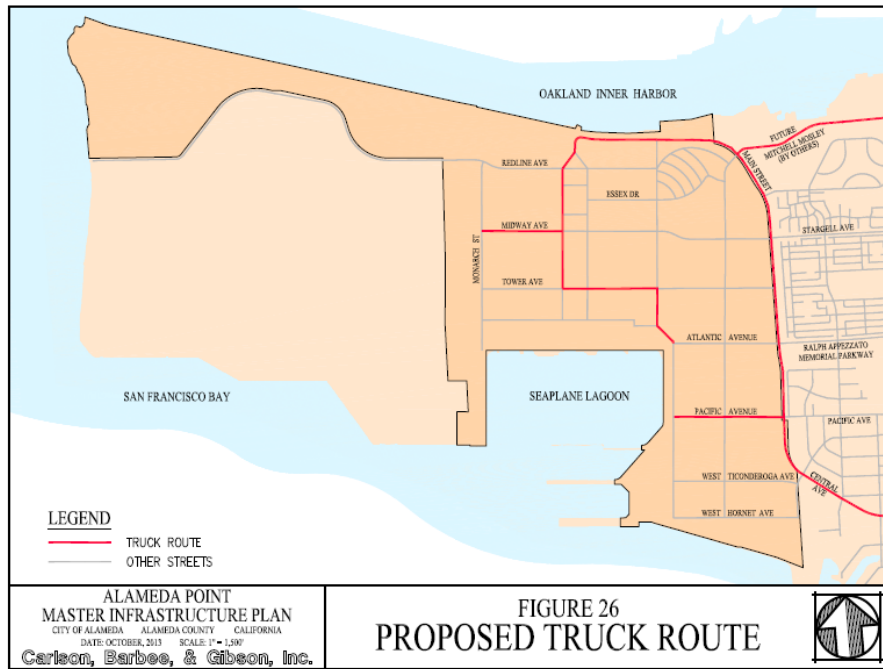 OAKLAND INNER HARBOR
FUTURE
MITCHELL MOSLEY
(BY OTHERS)
MAIN STREET
REDLINE AVE
ESSEX DR
MIDWAY AVE
STARGELL AVE
MONARCH ST
TOWER AVE
ATLANTIC AVENUE
RALPH APPEZZATO
MEMORIAL PARKWAY
SAN FRANCISCO BAY
SEAPLANE LAGOON
PACIFIC AVENUE
PACIFIC AVE
WEST TICONDEROGA AVE
CENTRAL
AVE
WEST HORNET AVE
LEGEND
TRUCK ROUTE
OTHER STREETS
ALAMEDA POINT
MASTER INFRASTRUCTURE PLAN
CITY OF ALAMEDA ALAMEDA COUNTY CALIFORNIA
DATE: OCTOBER, 2013 SCALE: 1" = 1,500'
Carlson, Barbee, & Gibson, Inc.
FIGURE 26
PROPOSED TRUCK ROUTE